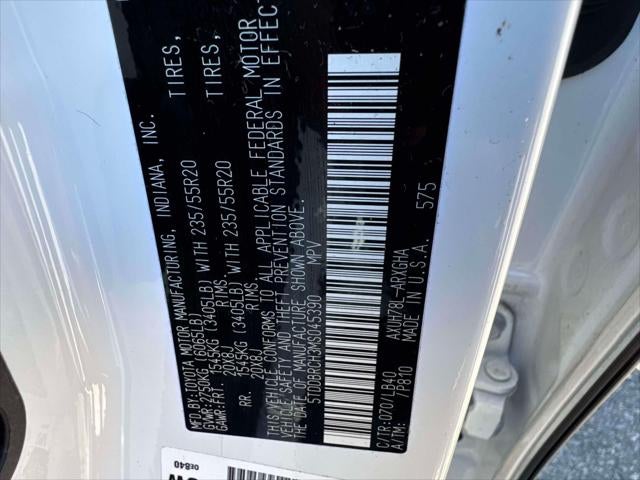 MFD. BY: TOYOTA MOTOR MANUFACTURING, INDIANA, INC.
GVWR: 2750KG (6065LB)
GAWR: FRT. 1545KG (3405LB) WITH 235/55R20 TIRES,
20X8J RIMS
RR. 1545KG (3405LB) WITH 235/55R20 TIRES,
20X8J RIMS
THIS VEHICLE CONFORMS TO ALL APPLICABLE FEDERAL MOTOR
VEHICLE SAFETY AND THEFT PREVENTION STANDARDS IN EFFECT
ON THE DATE OF MANUFACTURE SHOWN ABOVE.
MPV
C/TR:070/LB40 AXUH78L-ARXGHA
A/TM: /P810 MADE IN U.S.A. 575
OE840